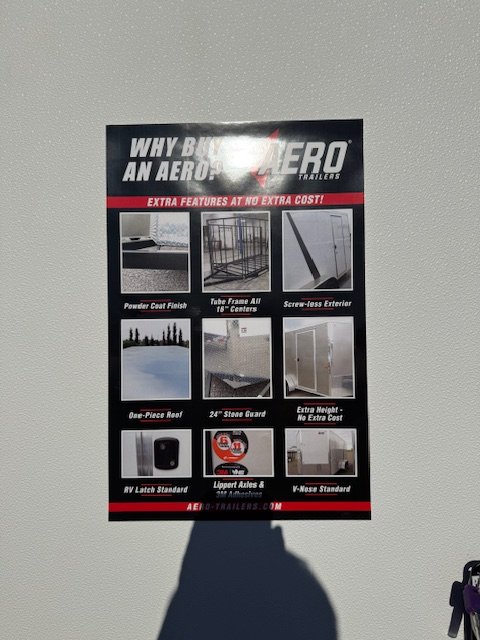 WHY BUY
AN AERO?
AERO
TRAILERS
EXTRA FEATURES AT NO EXTRA COST!
Powder Coat Finish
Tube Frame All
16" Centers
Screw-less Exterior
One-Piece Roof
24" Stone Guard
Extra Height -
No Extra Cost
RV Latch Standard
Lippert Axles &
3M Adhesives
V-Nose Standard
AERO-TRAILERS.COM